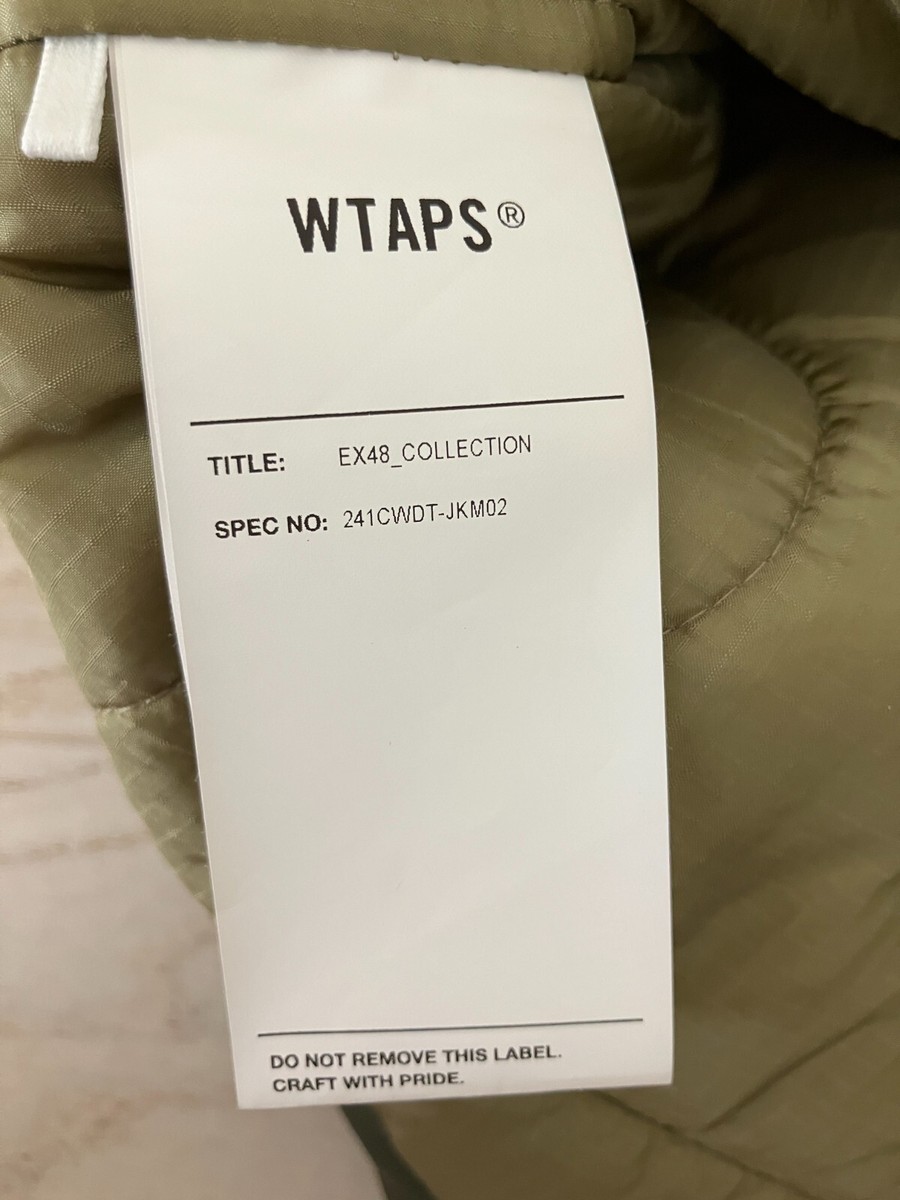 WTAPS®
TITLE: EX48_COLLECTION
SPEC NO: 241CWDT-JKM02
DO NOT REMOVE THIS LABEL.
CRAFT WITH PRIDE.